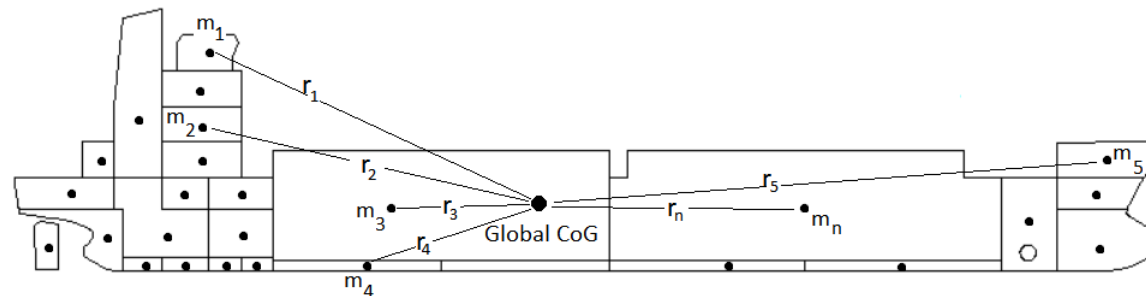 m₁
r₁
m₂
r₂
m₅
r₅
m₃
r₃
rₙ
mₙ
Global CoG
r₄
m₄